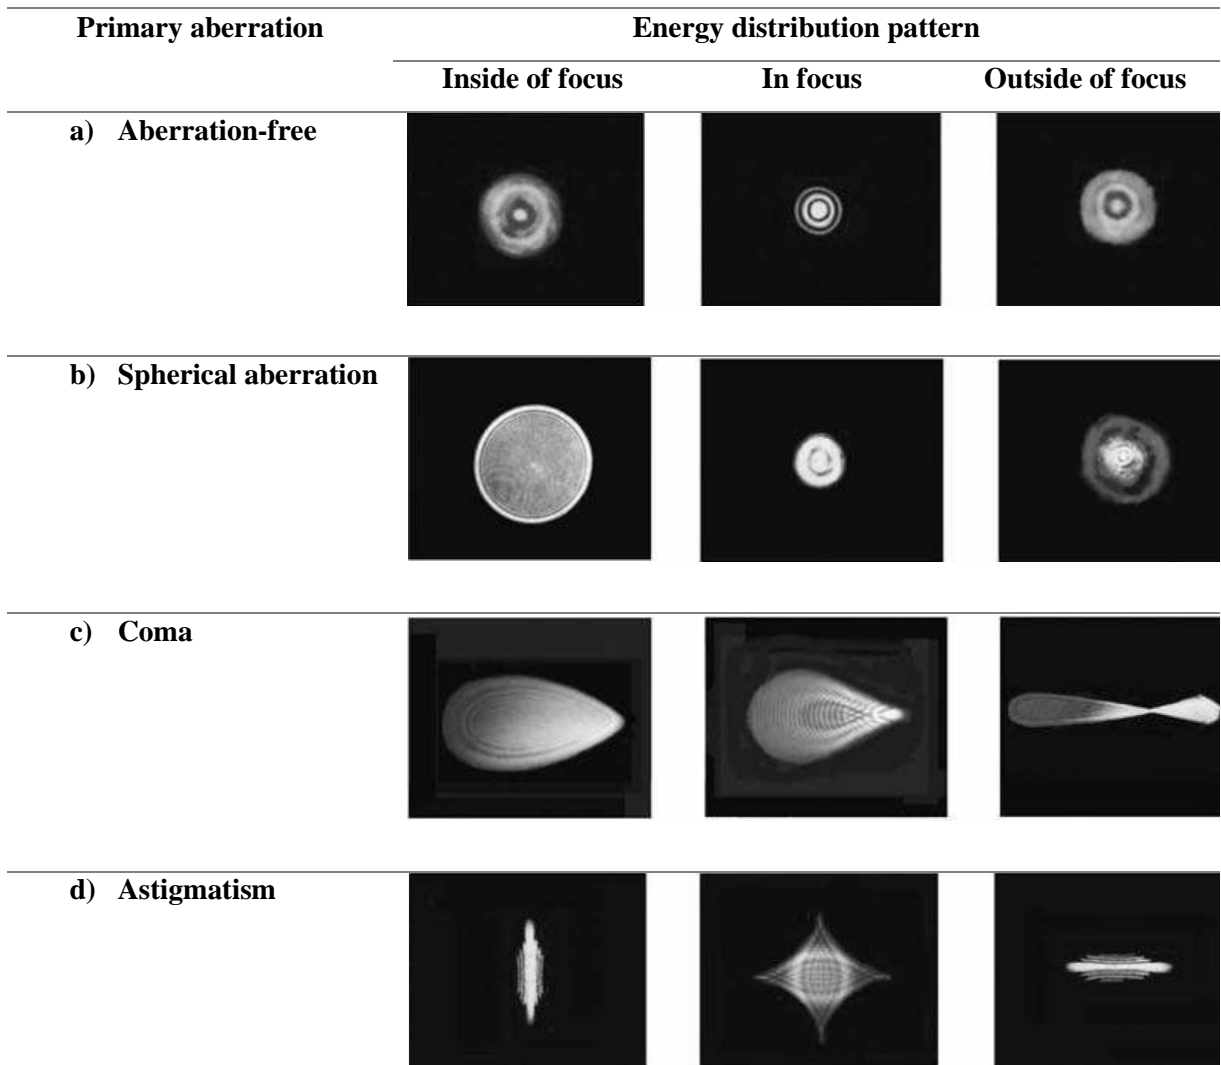 Primary aberration Energy distribution pattern
Inside of focus In focus Outside of focus
a) Aberration-free
b) Spherical aberration
c) Coma
d) Astigmatism